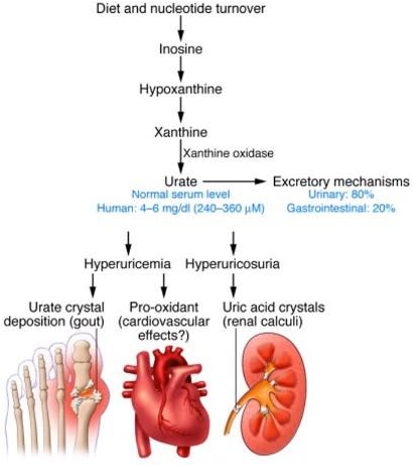 Diet and nucleotide turnover
Inosine
Hypoxanthine
Xanthine
Xanthine oxidase
Urate
Excretory mechanisms
Normal serum level
Urinary: 80%
Human: 4–6 mg/dl (240–360 μM)
Gastrointestinal: 20%
Hyperuricemia
Hyperuricosuria
Urate crystal
deposition (gout)
Pro-oxidant
(cardiovascular
effects?)
Uric acid crystals
(renal calculi)